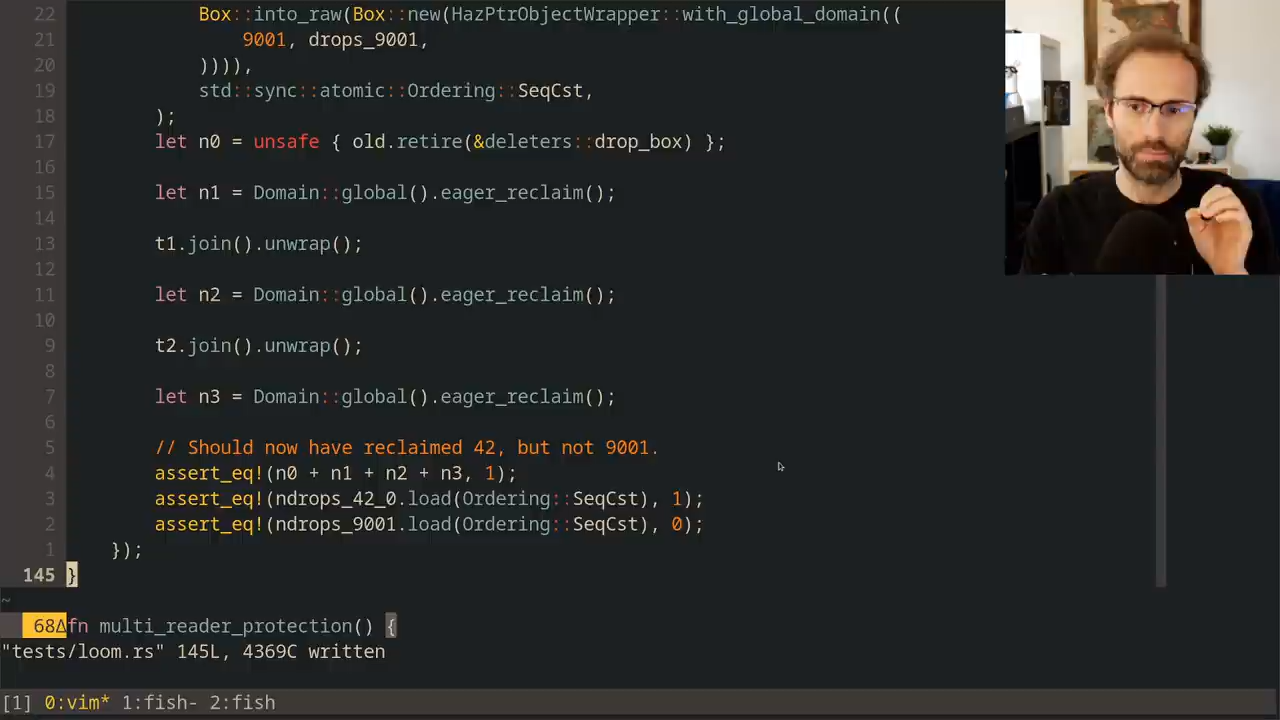 22 Box::into_raw(Box::new(HazPtrObjectWrapper::with_global_domain((
21 9001, drops_9001,
20 )))),
19 std::sync::atomic::Ordering::SeqCst,
18 );
17 let n0 = unsafe { old.retire(&deleters::drop_box) };
16
15 let n1 = Domain::global().eager_reclaim();
14
13 t1.join().unwrap();
12
11 let n2 = Domain::global().eager_reclaim();
10
9 t2.join().unwrap();
8
7 let n3 = Domain::global().eager_reclaim();
6
5 // Should now have reclaimed 42, but not 9001.
4 assert_eq!(n0 + n1 + n2 + n3, 1);
3 assert_eq!(ndrops_42_0.load(Ordering::SeqCst), 1);
2 assert_eq!(ndrops_9001.load(Ordering::SeqCst), 0);
1 });
145 }
~
68Δfn multi_reader_protection() {
"tests/loom.rs" 145L, 4369C written
[1] 0:vim* 1:fish- 2:fish